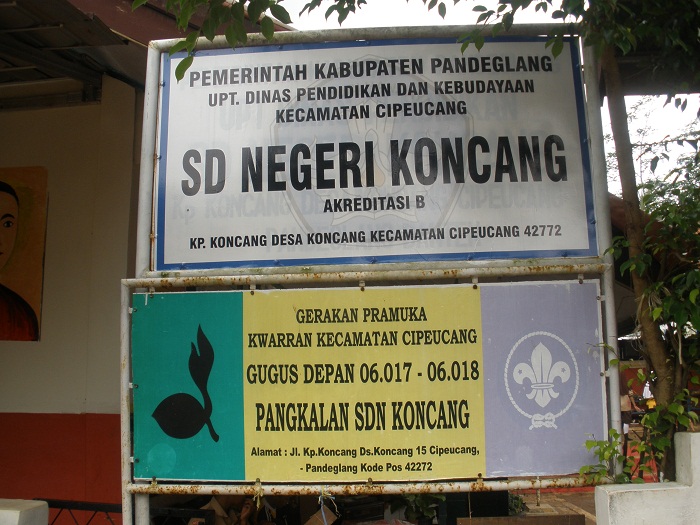 PEMERINTAH KABUPATEN PANDEGLANG
UPT. DINAS PENDIDIKAN DAN KEBUDAYAAN
KECAMATAN CIPEUCANG
SD NEGERI KONCANG
AKREDITASI B
KP. KONCANG DESA KONCANG KECAMATAN CIPEUCANG 42772
GERAKAN PRAMUKA
KWARRAN KECAMATAN CIPEUCANG
GUGUS DEPAN 06.017 - 06.018
PANGKALAN SDN KONCANG
Alamat : Jl. Kp.Koncang Ds.Koncang 15 Cipeucang,
- Pandeglang Kode Pos 42272